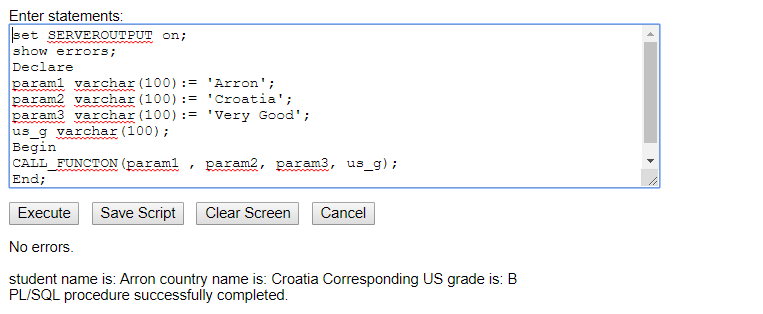 Enter statements:
set SERVEROUTPUT on;
show errors;
Declare
param1 varchar(100):= 'Arron';
param2 varchar(100):= 'Croatia';
param3 varchar(100):= 'Very Good';
us_g varchar(100);
Begin
CALL_FUNCTON(param1 , param2, param3, us_g);
End;
Execute Save Script Clear Screen Cancel
No errors.
student name is: Arron country name is: Croatia Corresponding US grade is: B
PL/SQL procedure successfully completed.